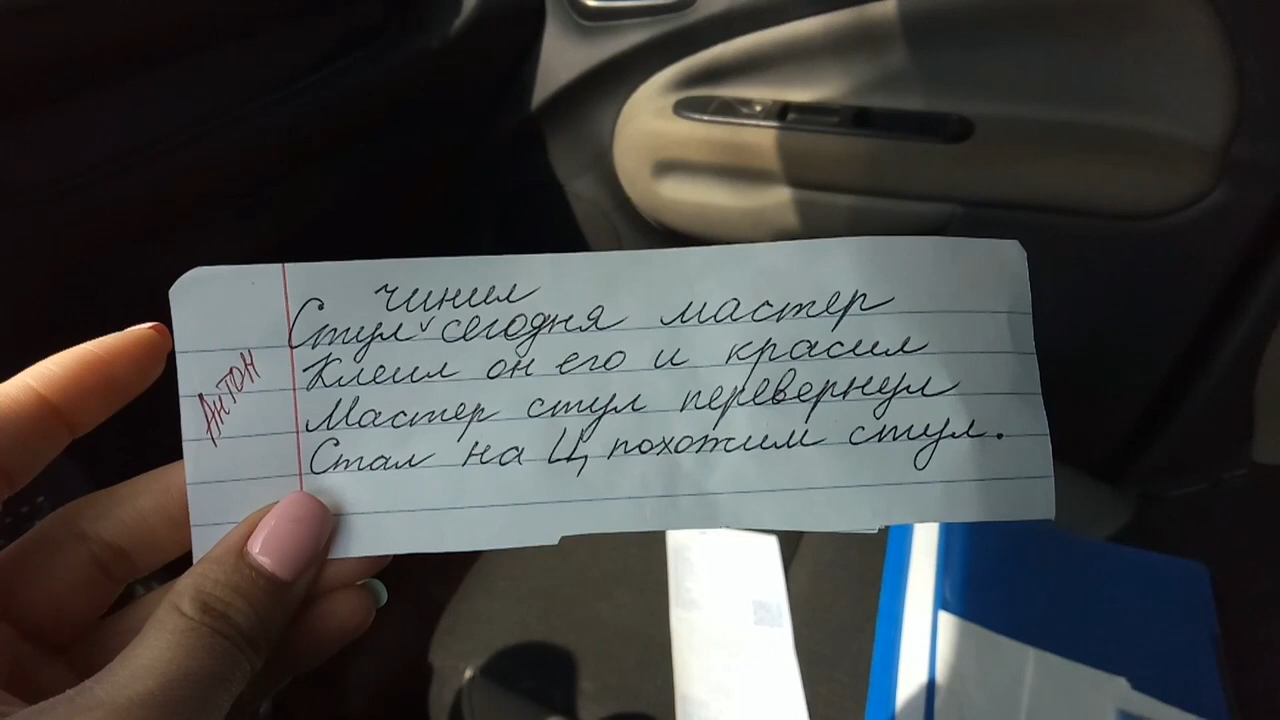 Антон
чинил
Стул ˅ сегодня мастер
Клеил он его и красил
Мастер стул перевернул
Стал на Ц похожим стул.